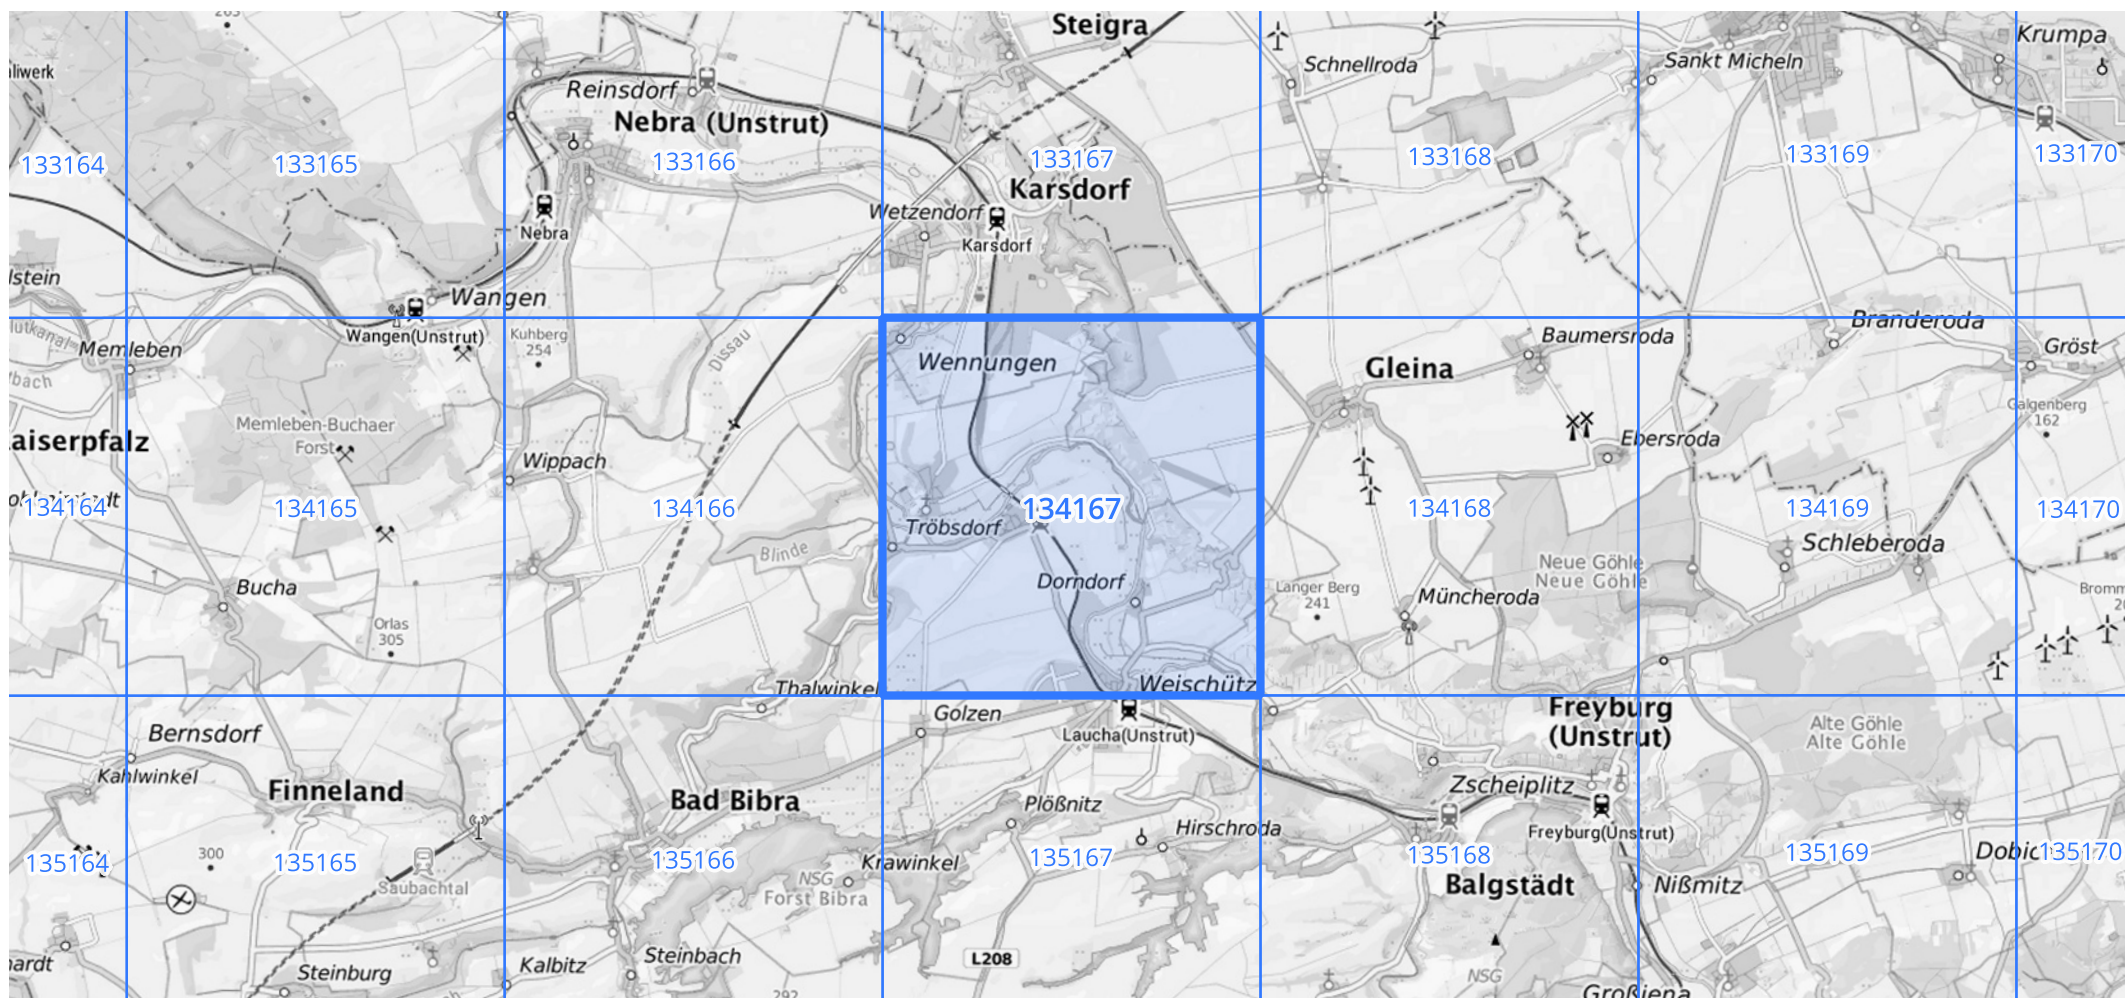 Steigra
Krumpa
Schnellroda
Sankt Micheln
Reinsdorf
Nebra (Unstrut)
133164
133165
133166
133167
133168
133169
133170
Karsdorf
Wetzendorf
Nebra
Karsdorf
Wangen
Wangen(Unstrut)
Kuhberg
254
Memleben
Dissau
Wennungen
Gleina
Baumersroda
Branderoda
Gröst
Galgenberg
162
Memleben-Buchaer
Forst
aiserpfalz
Wippach
Ebersroda
134164
134165
134166
134167
134168
134169
134170
Tröbsdorf
Blinde
Neue Göhle
Neue Göhle
Schleberoda
Bucha
Dorndorf
Langer Berg
241
Müncheroda
Orlas
305
Thalwinkel
Weischütz
Golzen
Laucha(Unstrut)
Freyburg
(Unstrut)
Alte Göhle
Alte Göhle
Bernsdorf
Kahlwinkel
Finneland
Bad Bibra
Plößnitz
Hirschroda
Zscheiplitz
Freyburg(Unstrut)
135164
300
135165
135166
Krawinkel
135167
135168
135169
135170
Saubachtal
NSG
Forst Bibra
Balgstädt
Nißmitz
Steinburg
Kalbitz
Steinbach
L208
NSG
Großjena